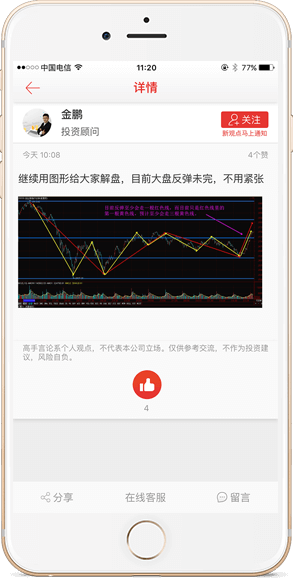 中国电信
11:20
77%
详情
金鹏
投资顾问
关注
新观点马上通知
今天 10:08
4个赞
继续用图形给大家解盘，目前大盘反弹未完，不用紧张
高手言论系个人观点，不代表本公司立场。仅供参考交流，不作为投资建
议，风险自负。
4
分享
在线客服
留言